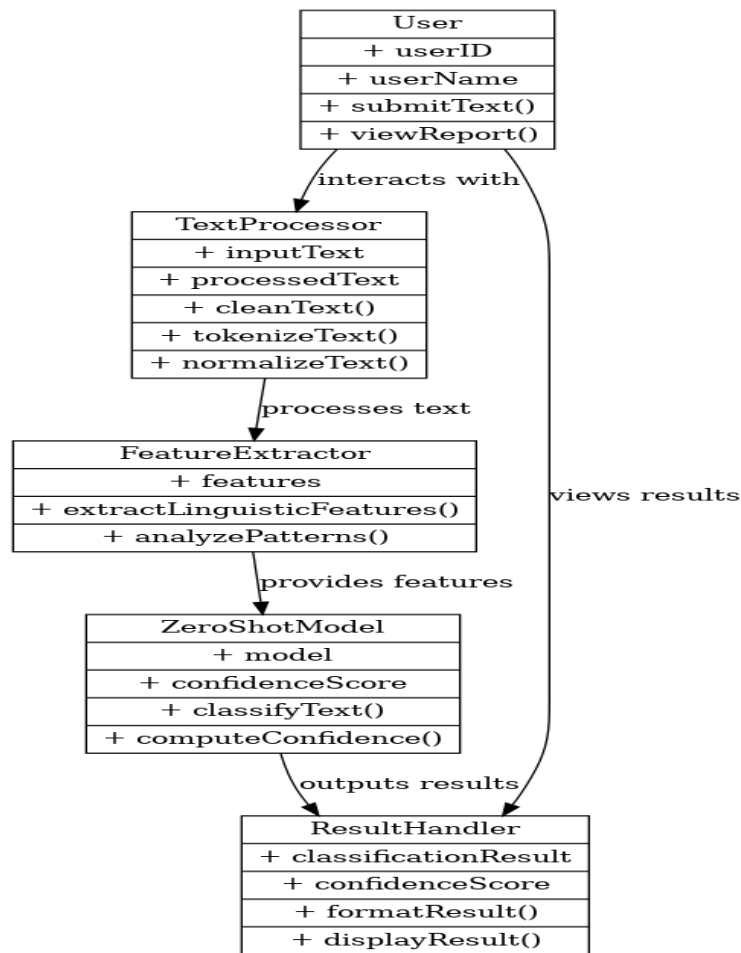 User
+ userID
+ userName
+ submitText()
+ viewReport()
interacts with
TextProcessor
+ inputText
+ processedText
+ cleanText()
+ tokenizeText()
+ normalizeText()
processes text
FeatureExtractor
+ features
+ extractLinguisticFeatures()
+ analyzePatterns()
views results
provides features
ZeroShotModel
+ model
+ confidenceScore
+ classifyText()
+ computeConfidence()
outputs results
ResultHandler
+ classificationResult
+ confidenceScore
+ formatResult()
+ displayResult()